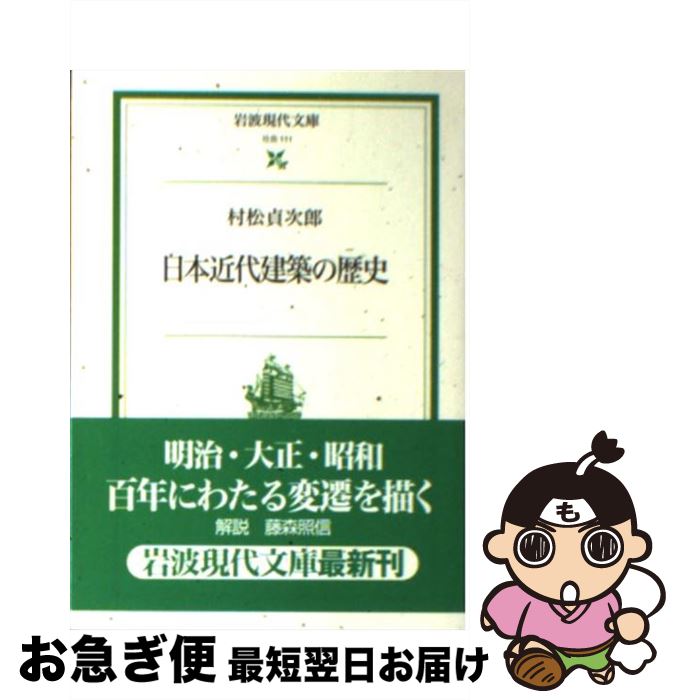 岩波現代文庫
社会 111
村松貞次郎
日本近代建築の歴史
明治・大正・昭和
百年にわたる変遷を描く
解説 藤森照信
岩波現代文庫最新刊
も
お急ぎ便 最短翌日お届け